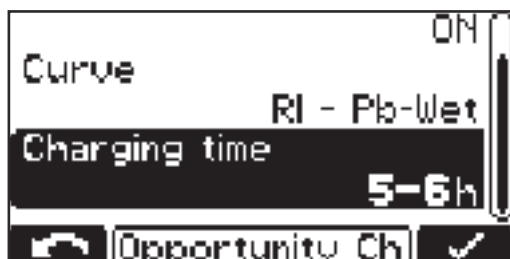 ON
Curve
RI - Pb-Wet
Charging time
5-6h
Opportunity Ch